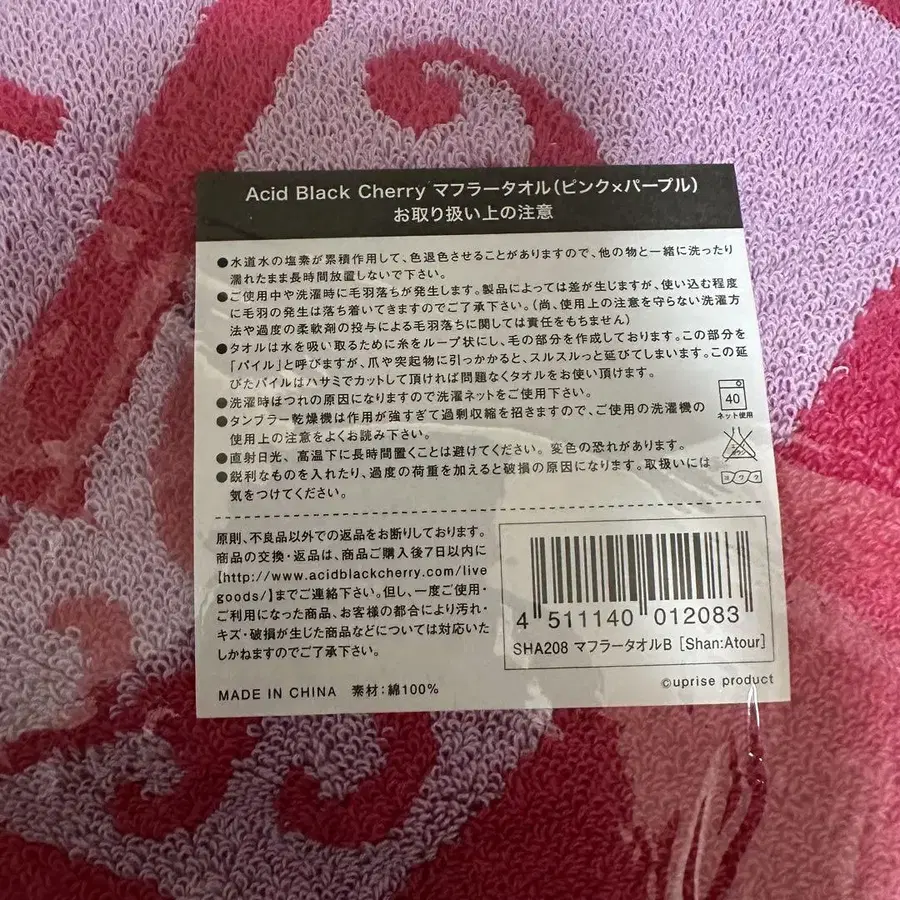 Acid Black Cherry マフラータオル(ピンク×パープル)
お取り扱い上の注意
●水道水の塩素が累積作用して、色退色させることがありますので、他の物と一緒に洗ったり
濡れたまま長時間放置しないで下さい。
●ご使用中や洗濯時に毛羽落ちが発生します。製品によっては差が生じますが、使い込む程度
に毛羽の発生は落ち着いてきますのでご了承下さい。(尚、使用上の注意を守らない洗濯方
法や過度の柔軟剤の投与による毛羽落ちに関しては責任をもちません)
●タオルは水を吸い取るために糸をループ状にし、毛の部分を作成しております。この部分を
「パイル」と呼びますが、爪や突起物に引っかかると、スルスルっと延びてしまいます。この延
びたパイルはハサミでカットして頂ければ問題なくタオルをお使い頂けます。
●洗濯時ほつれの原因になりますので洗濯ネットをご使用下さい。
●タンブラー乾燥機は作用が強すぎて過剰収縮を招きますので、ご使用の洗濯機の
使用上の注意をよくお読み下さい。
●直射日光、高温下に長時間置くことは避けてください。変色の恐れがあります。
●鋭利なものを入れたり、過度の荷重を加えると破損の原因になります。取扱いには
気をつけてください。
40
ネット使用
エンソ
サラシ
ヨワク
原則、不良品以外での返品をお断りしております。
商品の交換・返品は、商品ご購入後7日以内に
【http://www.acidblackcherry.com/live
goods/】までご連絡下さい。但し、一度ご使用・
ご利用になった商品、お客様の都合により汚れ・
キズ・破損が生じた商品などについては対応いた
しかねますのでご了承下さい。
4 511140 012083
SHA208 マフラータオルB [Shan:Atour]
MADE IN CHINA 素材:綿100%
©uprise product